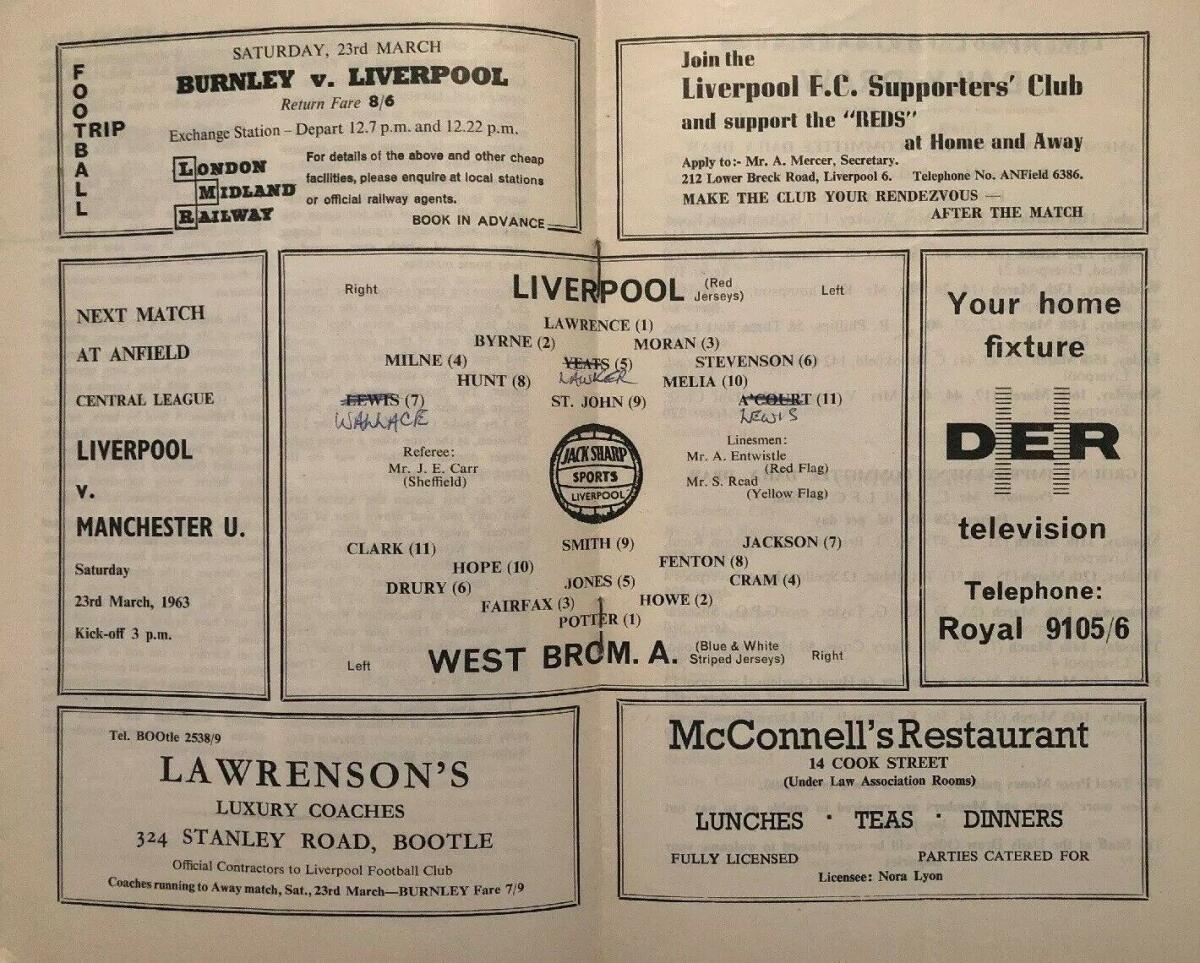 FOOTBALL
TRIP
SATURDAY, 23rd MARCH
BURNLEY v. LIVERPOOL
Return Fare 8/6
Exchange Station – Depart 12.7 p.m. and 12.22 p.m.
LONDON
MIDLAND
RAILWAY
For details of the above and other cheap
facilities, please enquire at local stations
or official railway agents.
BOOK IN ADVANCE
Join the
Liverpool F.C. Supporters' Club
and support the "REDS"
at Home and Away
Apply to:- Mr. A. Mercer, Secretary.
212 Lower Breck Road, Liverpool 6. Telephone No. ANField 6386.
MAKE THE CLUB YOUR RENDEZVOUS —
AFTER THE MATCH
NEXT MATCH
AT ANFIELD
CENTRAL LEAGUE
LIVERPOOL
v.
MANCHESTER U.
Saturday
23rd March, 1963
Kick-off 3 p.m.
Right LIVERPOOL (Red Jerseys) Left
LAWRENCE (1)
BYRNE (2) MORAN (3)
MILNE (4) YEATS (5) STEVENSON (6)
LAWLER
HUNT (8) MELIA (10)
LEWIS (7) ST. JOHN (9) A'COURT (11)
WALLACE LEWIS
Referee:
Mr. J. E. Carr
(Sheffield)
JACK SHARP
SPORTS
LIVERPOOL
Linesmen:
Mr. A. Entwistle
(Red Flag)
Mr. S. Read
(Yellow Flag)
CLARK (11) SMITH (9) JACKSON (7)
HOPE (10) FENTON (8)
DRURY (6) JONES (5) CRAM (4)
FAIRFAX (3) HOWE (2)
POTTER (1)
Left WEST BROM. A. (Blue & White Striped Jerseys) Right
Your home
fixture
DER
television
Telephone:
Royal 9105/6
Tel. BOOtle 2538/9
LAWRENSON'S
LUXURY COACHES
324 STANLEY ROAD, BOOTLE
Official Contractors to Liverpool Football Club
Coaches running to Away match, Sat., 23rd March—BURNLEY Fare 7/9
McConnell's Restaurant
14 COOK STREET
(Under Law Association Rooms)
LUNCHES · TEAS · DINNERS
FULLY LICENSED PARTIES CATERED FOR
Licensee: Nora Lyon